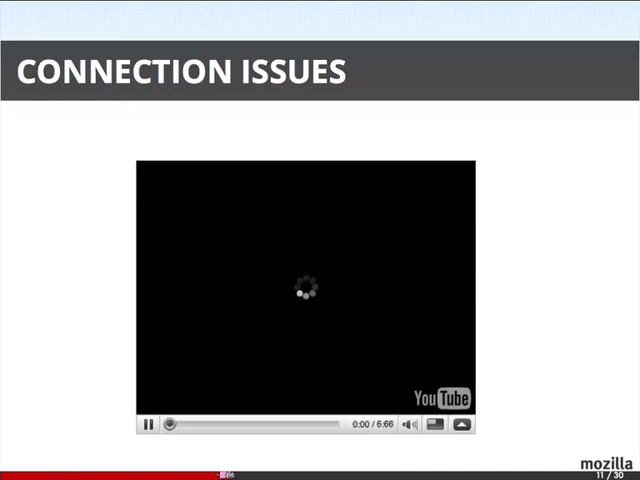 CONNECTION ISSUES
YouTube
0:00 / 6:66
mozilla
11 / 30